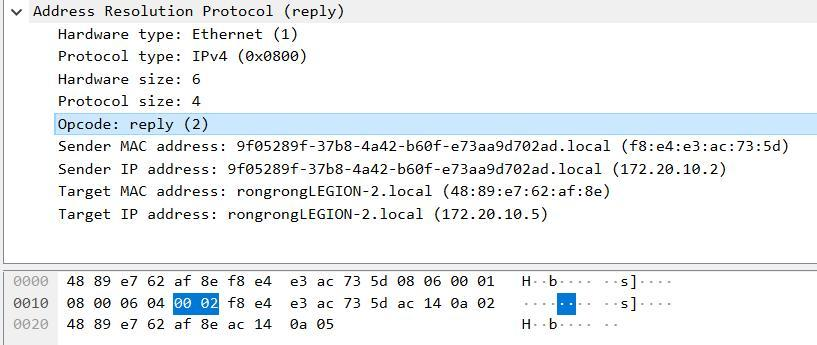 Address Resolution Protocol (reply)
Hardware type: Ethernet (1)
Protocol type: IPv4 (0x0800)
Hardware size: 6
Protocol size: 4
Opcode: reply (2)
Sender MAC address: 9f05289f-37b8-4a42-b60f-e73aa9d702ad.local (f8:e4:e3:ac:73:5d)
Sender IP address: 9f05289f-37b8-4a42-b60f-e73aa9d702ad.local (172.20.10.2)
Target MAC address: rongrongLEGION-2.local (48:89:e7:62:af:8e)
Target IP address: rongrongLEGION-2.local (172.20.10.5)
0000 48 89 e7 62 af 8e f8 e4 e3 ac 73 5d 08 06 00 01 H··b···· ··s]····
0010 08 00 06 04 00 02 f8 e4 e3 ac 73 5d ac 14 0a 02 ········ ··s]····
0020 48 89 e7 62 af 8e ac 14 0a 05 H··b···· ··